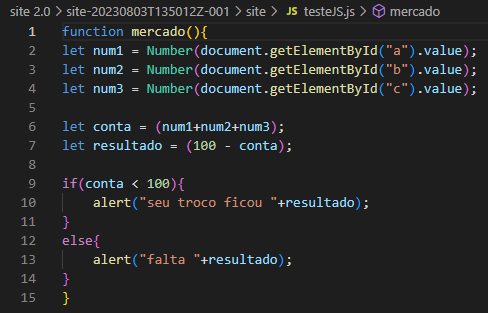 site 2.0 > site-20230803T135012Z-001 > site > JS testeJS.js > mercado
1 function mercado(){
2 let num1 = Number(document.getElementById("a").value);
3 let num2 = Number(document.getElementById("b").value);
4 let num3 = Number(document.getElementById("c").value);
5
6 let conta = (num1+num2+num3);
7 let resultado = (100 - conta);
8
9 if(conta < 100){
10     alert("seu troco ficou "+resultado);
11 }
12 else{
13     alert("falta "+resultado);
14 }
15 }